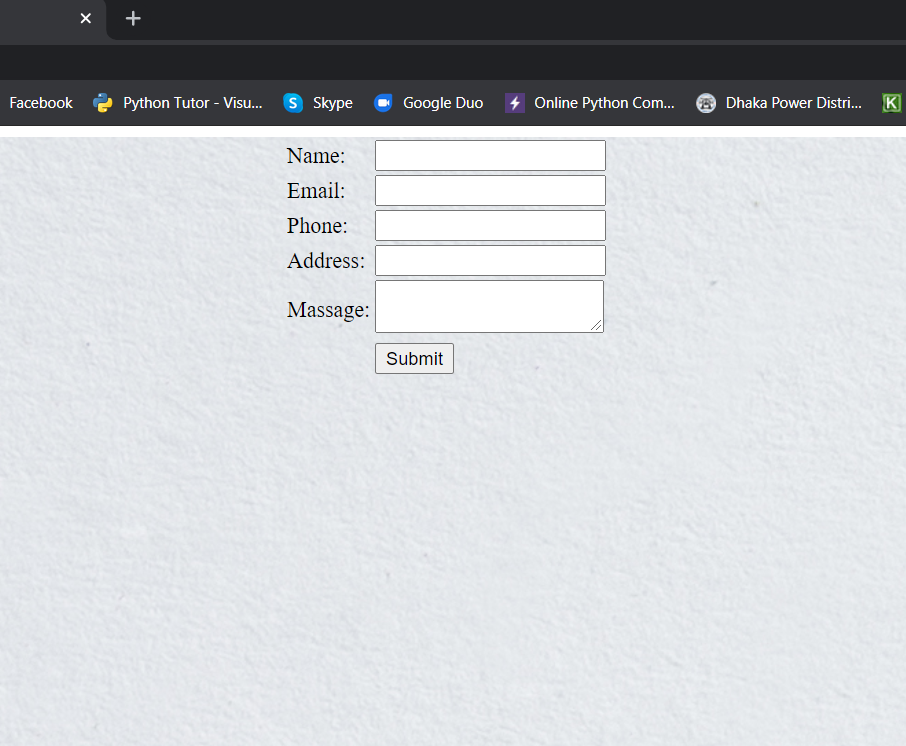 Facebook Python Tutor - Visu... S Skype Google Duo Online Python Com... Dhaka Power Distri... K
Name:
Email:
Phone:
Address:
Massage:
Submit